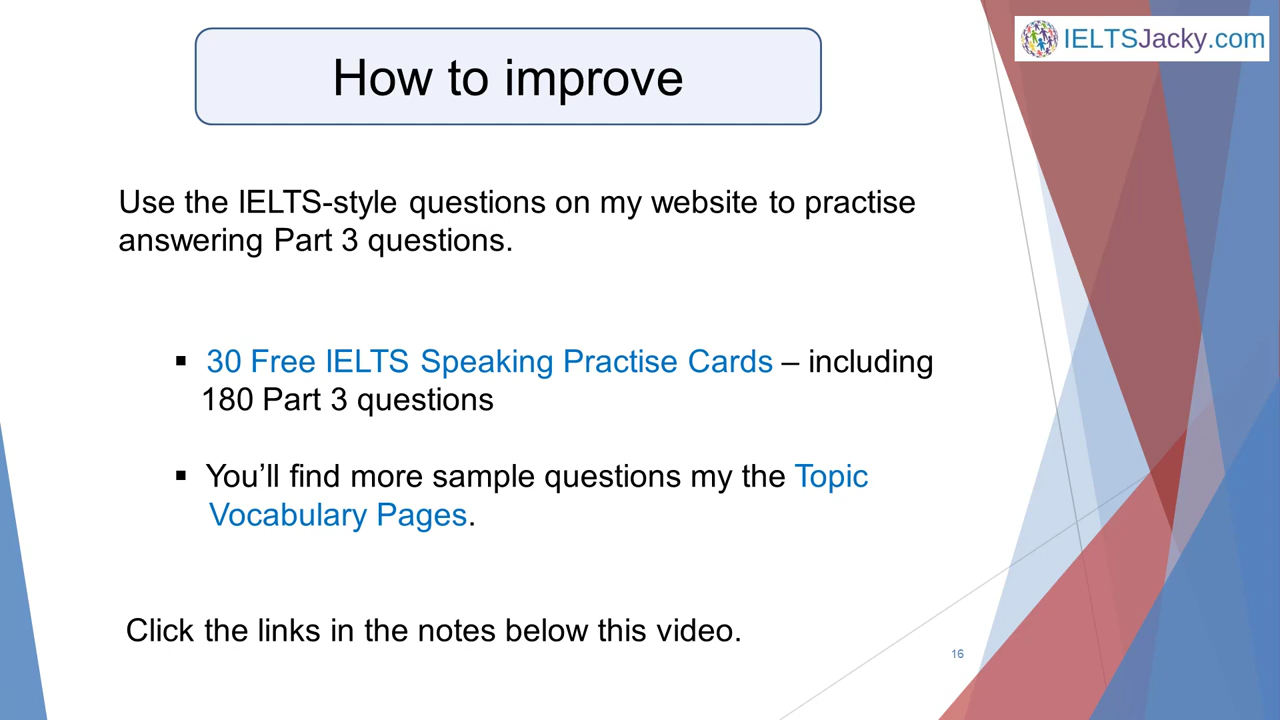 IELTSJacky.com
How to improve
Use the IELTS-style questions on my website to practise
answering Part 3 questions.
▪ 30 Free IELTS Speaking Practise Cards – including
180 Part 3 questions
▪ You’ll find more sample questions my the Topic
Vocabulary Pages.
Click the links in the notes below this video.
16